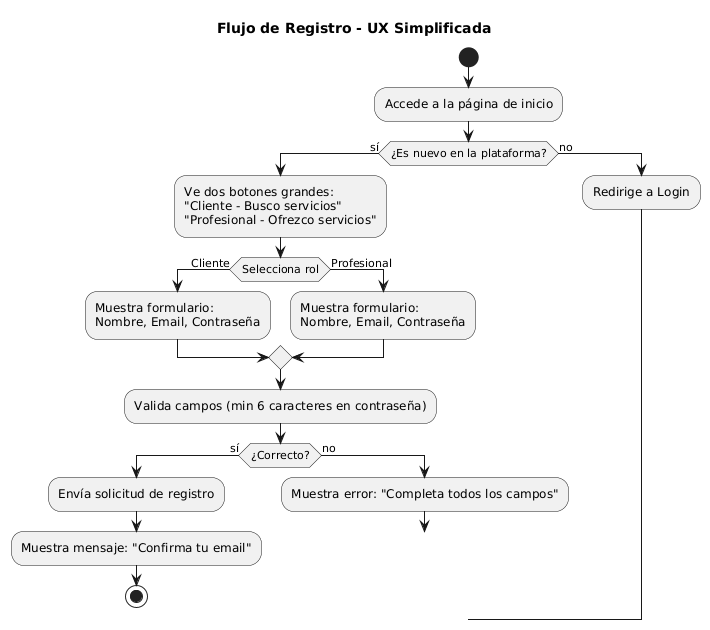 Flujo de Registro - UX Simplificada
Accede a la página de inicio
¿Es nuevo en la plataforma?
sí
no
Ve dos botones grandes:
"Cliente - Busco servicios"
"Profesional - Ofrezco servicios"
Redirige a Login
Selecciona rol
Cliente
Profesional
Muestra formulario:
Nombre, Email, Contraseña
Muestra formulario:
Nombre, Email, Contraseña
Valida campos (min 6 caracteres en contraseña)
¿Correcto?
sí
no
Envía solicitud de registro
Muestra error: "Completa todos los campos"
Muestra mensaje: "Confirma tu email"